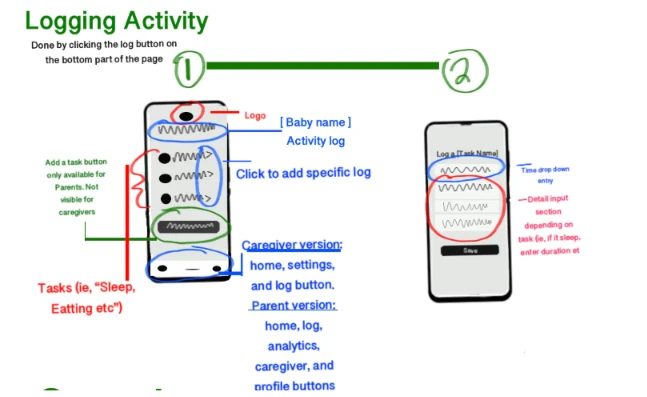 Logging Activity
Done by clicking the log button on
the bottom part of the page
1
2
Logo
[ Baby name ]
Activity log
Add a task button
only available for
Parents. Not
visible for
caregivers
Click to add specific log
Tasks (ie, "Sleep,
Eatting etc")
Caregiver version:
home, settings,
and log button.
Parent version:
home, log,
analytics,
caregiver, and
profile buttons
Log a [Task Name]
Time drop down
entry
Detail input
section
depending on
task (ie, if it sleep,
enter duration et
Save